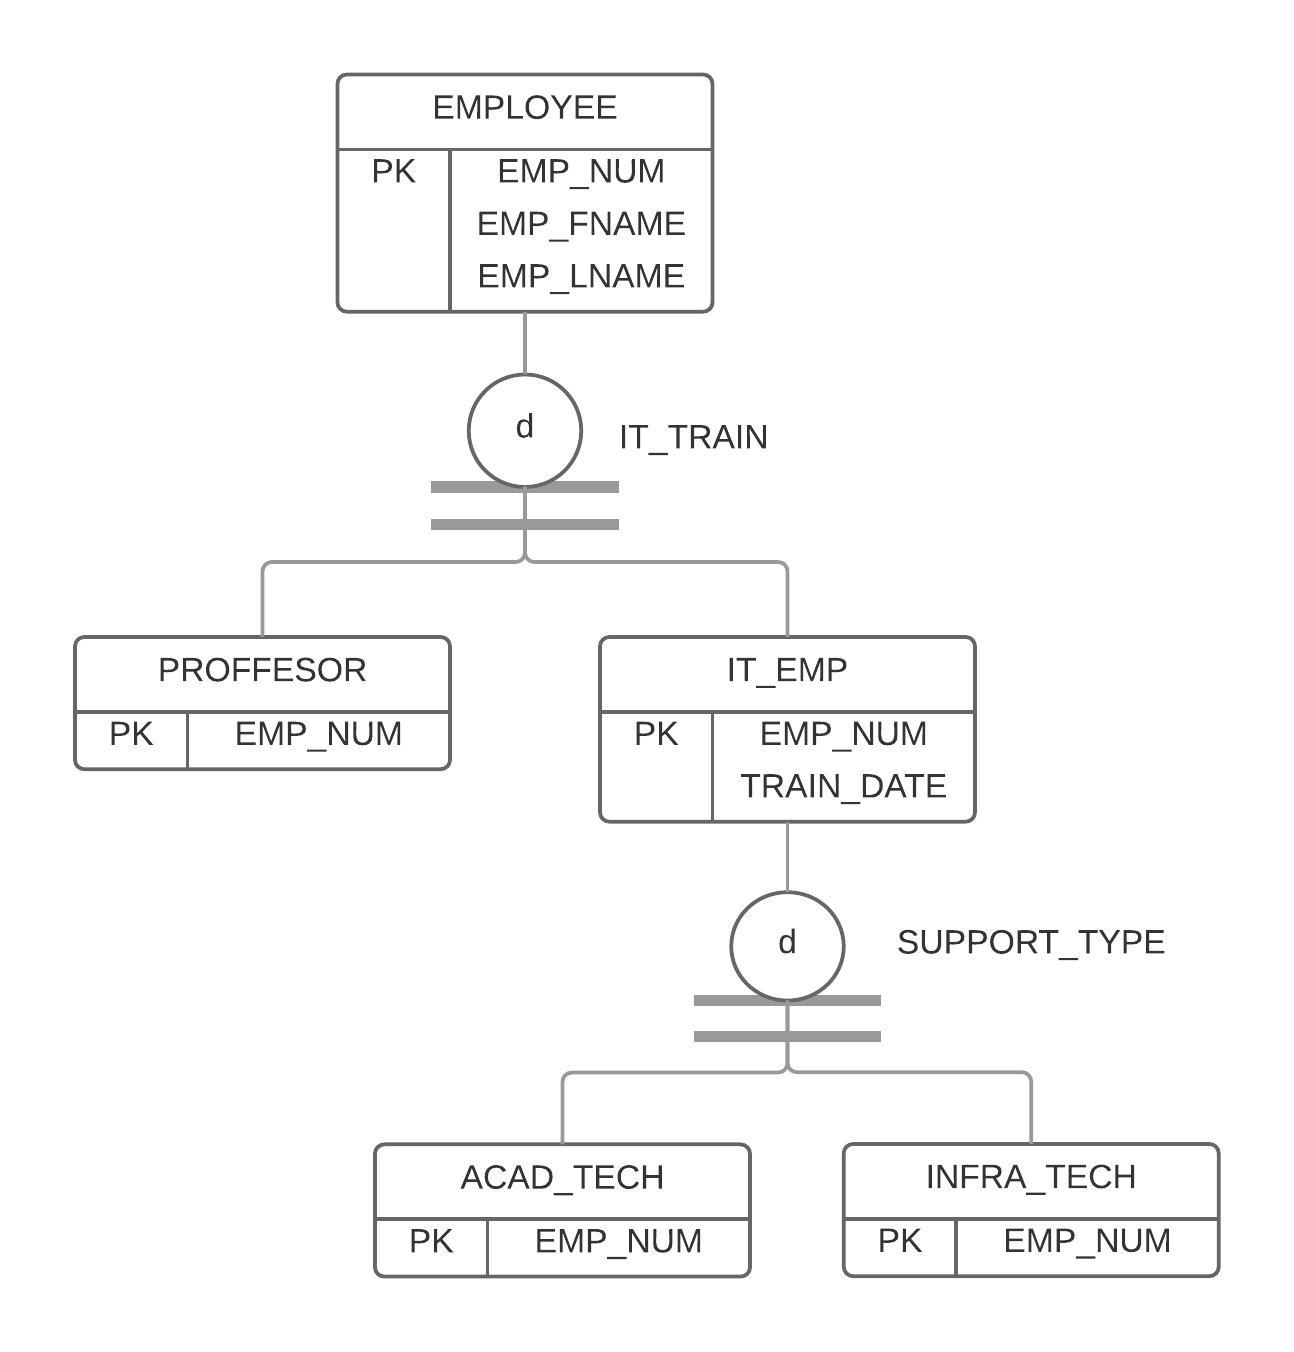 EMPLOYEE
PK EMP_NUM
EMP_FNAME
EMP_LNAME
d IT_TRAIN
PROFFESOR
PK EMP_NUM
IT_EMP
PK EMP_NUM
TRAIN_DATE
d SUPPORT_TYPE
ACAD_TECH
PK EMP_NUM
INFRA_TECH
PK EMP_NUM